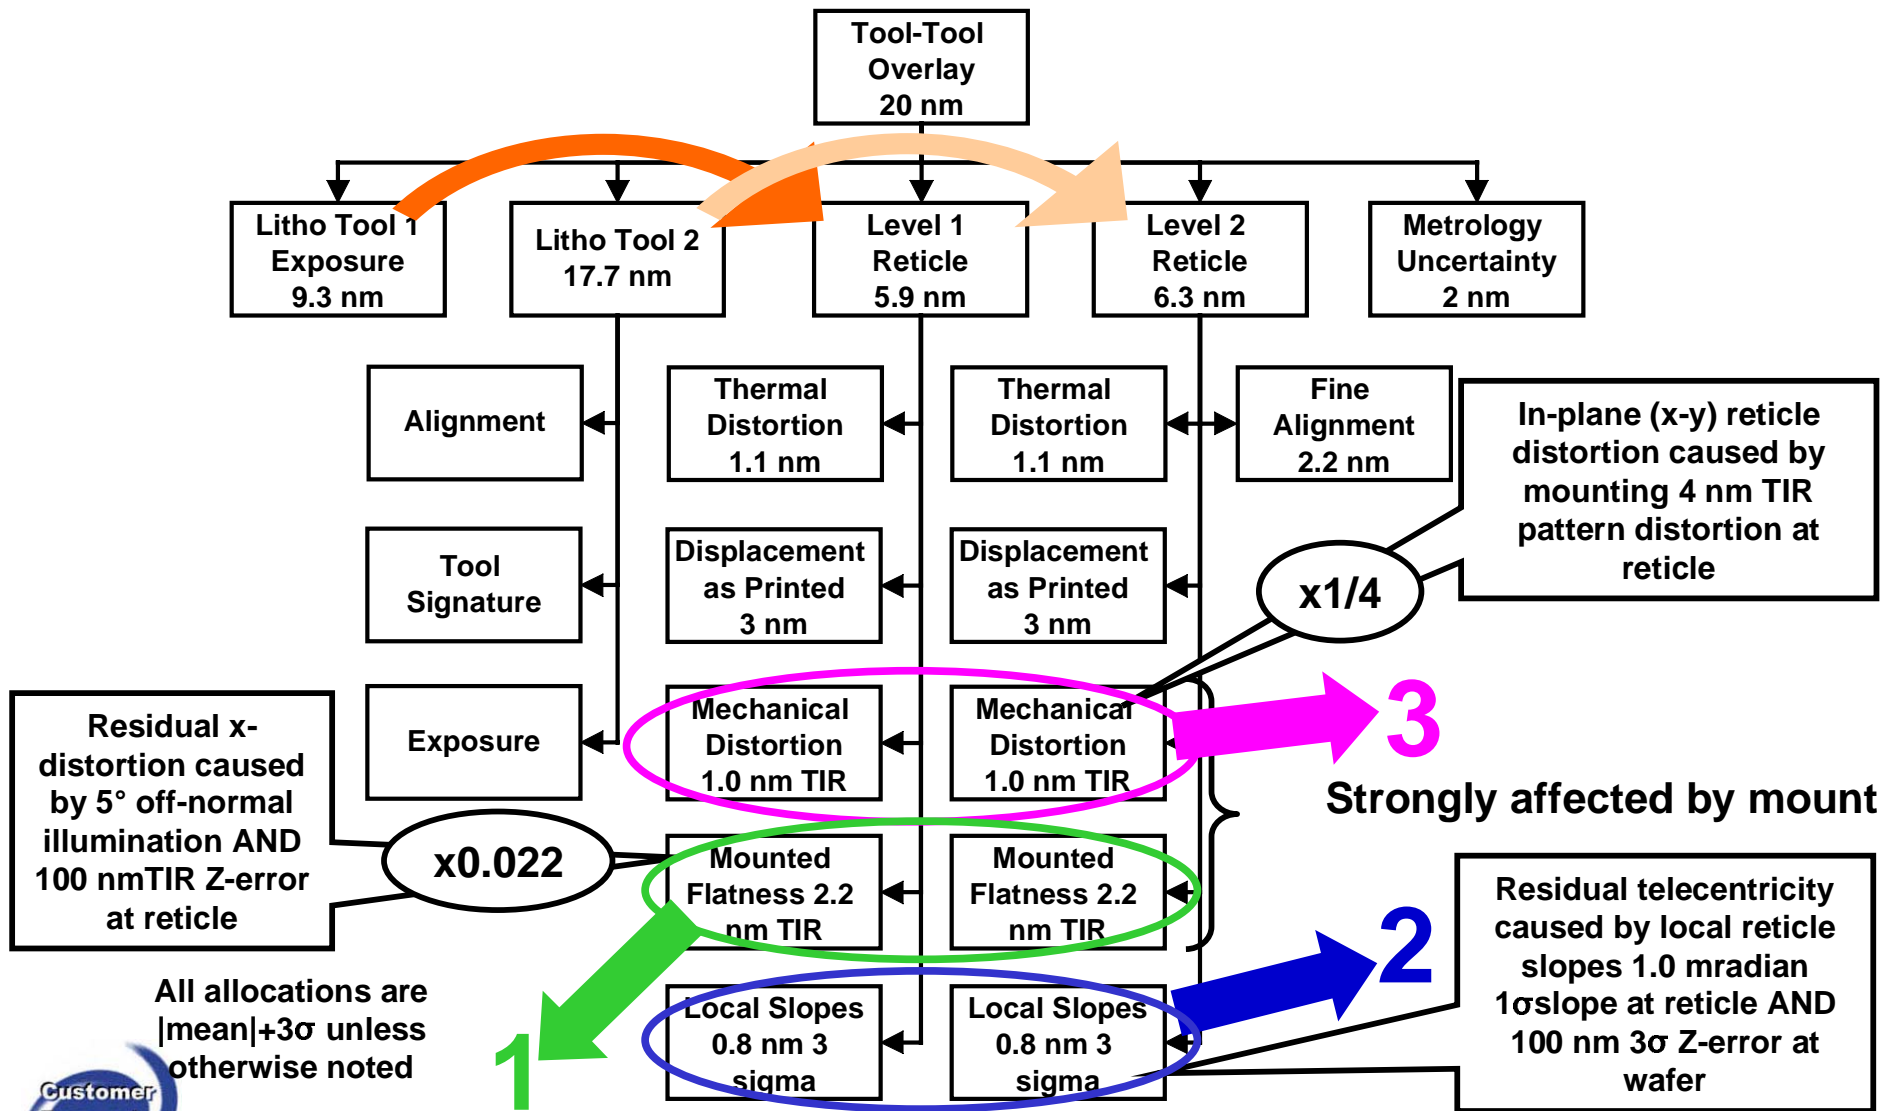 Tool-Tool
Overlay
20 nm
Litho Tool 1
Exposure
9.3 nm
Litho Tool 2
17.7 nm
Level 1
Reticle
5.9 nm
Level 2
Reticle
6.3 nm
Metrology
Uncertainty
2 nm
Alignment
Thermal
Distortion
1.1 nm
Thermal
Distortion
1.1 nm
Fine
Alignment
2.2 nm
In-plane (x-y) reticle
distortion caused by
mounting 4 nm TIR
pattern distortion at
reticle
Tool
Signature
Displacement
as Printed
3 nm
Displacement
as Printed
3 nm
x1/4
Residual x-
distortion caused
by 5° off-normal
illumination AND
100 nmTIR Z-error
at reticle
Exposure
Mechanical
Distortion
1.0 nm TIR
Mechanical
Distortion
1.0 nm TIR
3
Strongly affected by mount
x0.022
Mounted
Flatness 2.2
nm TIR
Mounted
Flatness 2.2
nm TIR
Residual telecentricity
caused by local reticle
slopes 1.0 mradian
1σslope at reticle AND
100 nm 3σ Z-error at
wafer
2
All allocations are
|mean|+3σ unless
otherwise noted
1
Local Slopes
0.8 nm 3
sigma
Local Slopes
0.8 nm 3
sigma
Customer